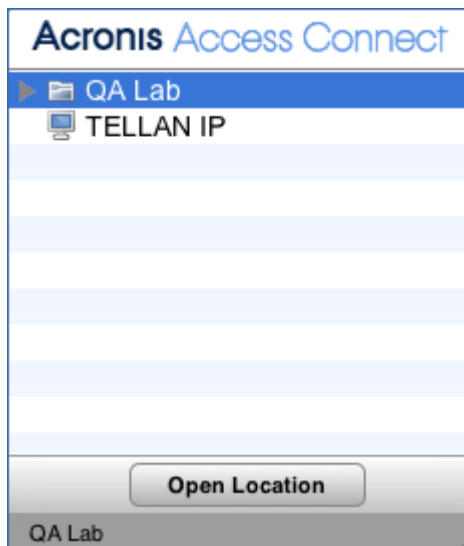 Acronis Access Connect
QA Lab
TELLAN IP
Open Location
QA Lab